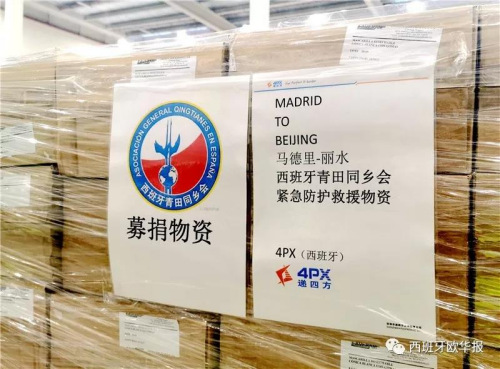 ASOCIACIÓN GENERAL QINGTIANES EN ESPAÑA
西班牙青田同乡会
募捐物资
4PX
MADRID
TO
BEIJING
马德里-丽水
西班牙青田同乡会
紧急防护救援物资
4PX（西班牙）
4PX
递四方
西班牙欧华报